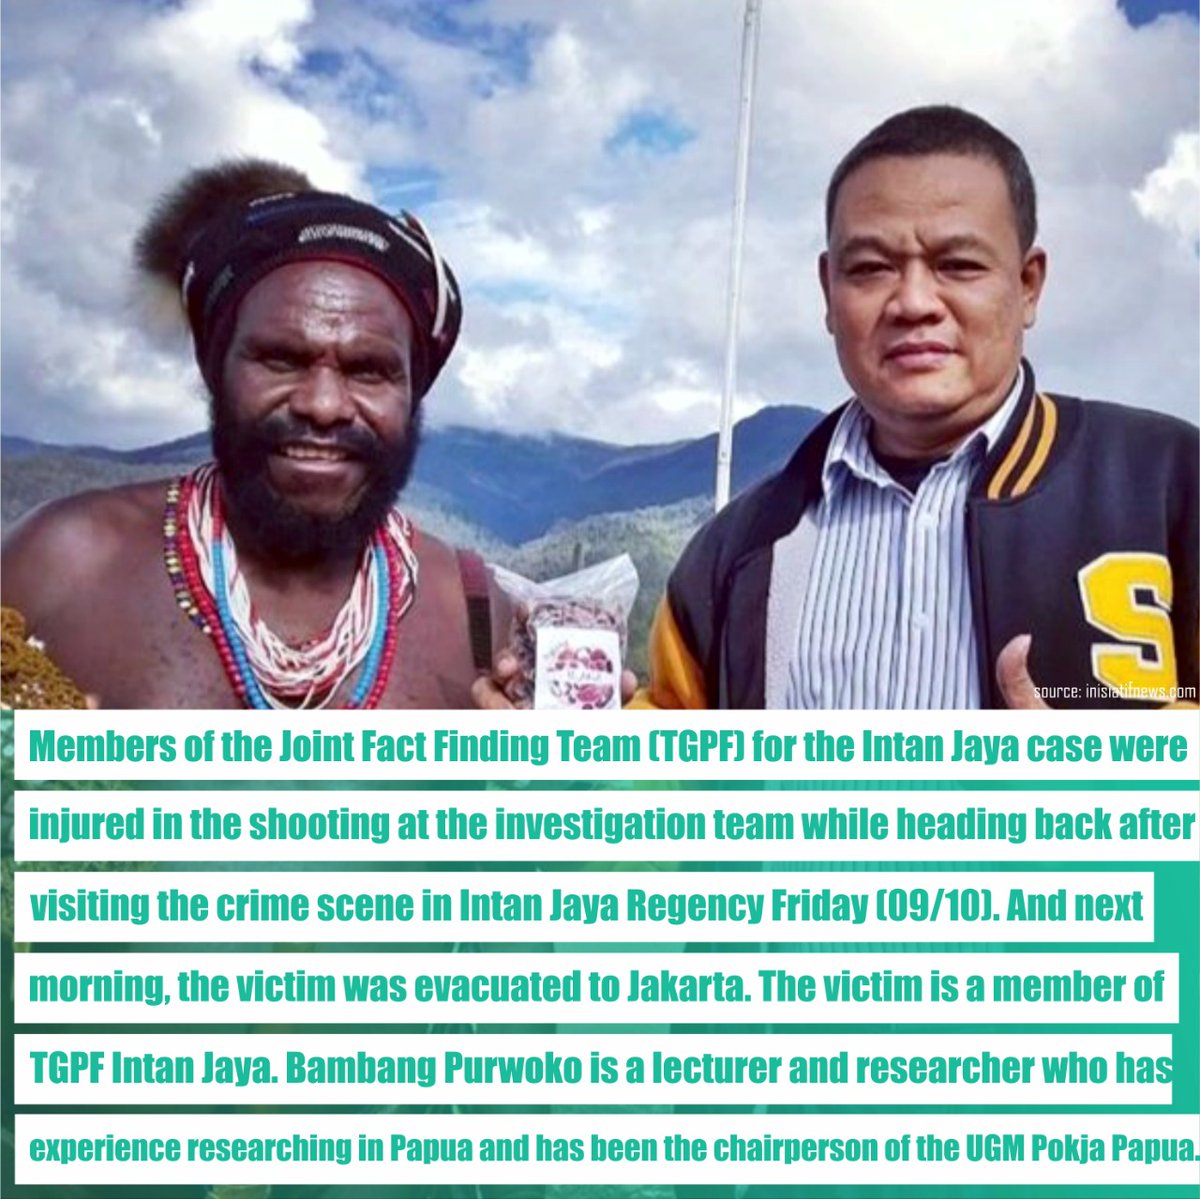 S
source: inisiatifnews.com
Members of the Joint Fact Finding Team (TGPF) for the Intan Jaya case were
injured in the shooting at the investigation team while heading back after
visiting the crime scene in Intan Jaya Regency Friday (09/10). And next
morning, the victim was evacuated to Jakarta. The victim is a member of
TGPF Intan Jaya. Bambang Purwoko is a lecturer and researcher who has
experience researching in Papua and has been the chairperson of the UGM Pokja Papua.